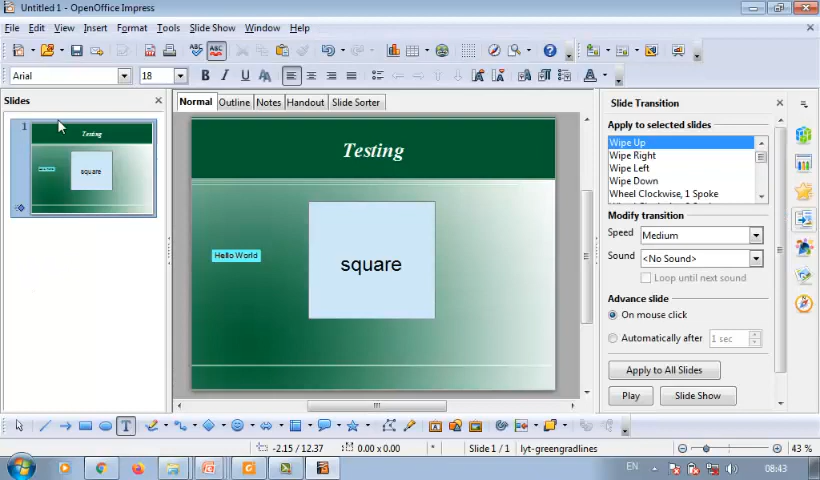 Untitled 1 - OpenOffice Impress
File Edit View Insert Format Tools Slide Show Window Help
Arial 18
Slides
Normal Outline Notes Handout Slide Sorter
1
Testing
square
Testing
Hello World
square
Slide Transition
Apply to selected slides
Wipe Up
Wipe Right
Wipe Left
Wipe Down
Wheel Clockwise, 1 Spoke
Modify transition
Speed Medium
Sound <No Sound>
Loop until next sound
Advance slide
On mouse click
Automatically after 1 sec
Apply to All Slides
Play Slide Show
-2.15 / 12.37 0.00 x 0.00 * Slide 1 / 1 lyt-greengradlines 43 %
EN 08:43